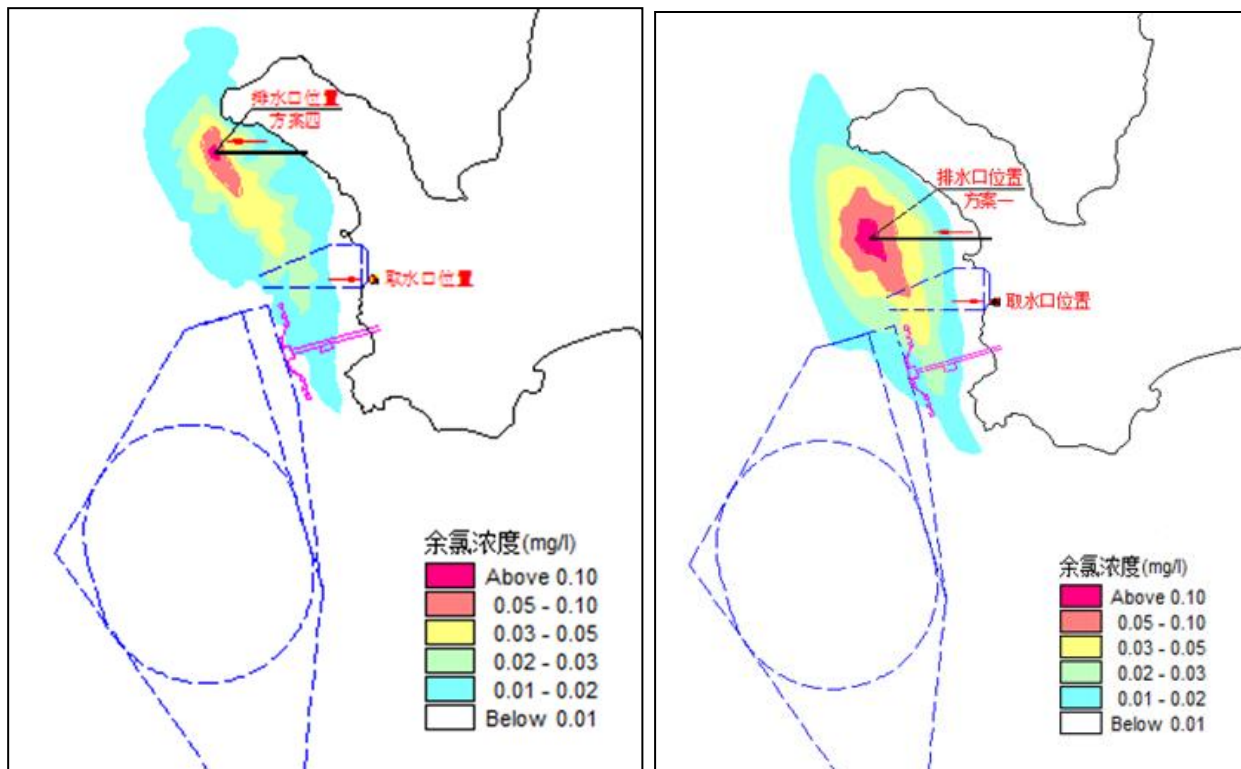 排水口位置
方案四
取水口位置
余氯浓度(mg/l)
Above 0.10
0.05 - 0.10
0.03 - 0.05
0.02 - 0.03
0.01 - 0.02
Below 0.01
排水口位置
方案一
取水口位置
余氯浓度(mg/l)
Above 0.10
0.05 - 0.10
0.03 - 0.05
0.02 - 0.03
0.01 - 0.02
Below 0.01